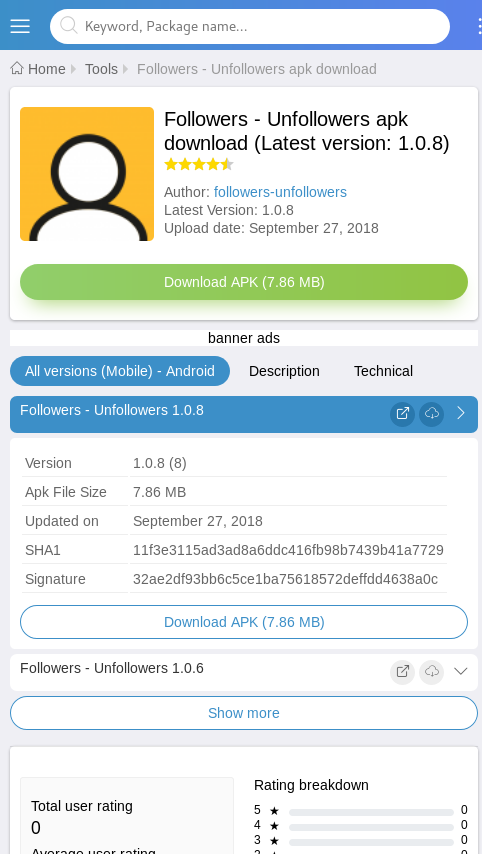 Keyword, Package name...
Home Tools Followers - Unfollowers apk download
Followers - Unfollowers apk
download (Latest version: 1.0.8)
Author: followers-unfollowers
Latest Version: 1.0.8
Upload date: September 27, 2018
Download APK (7.86 MB)
banner ads
All versions (Mobile) - Android Description Technical
Followers - Unfollowers 1.0.8
Version 1.0.8 (8)
Apk File Size 7.86 MB
Updated on September 27, 2018
SHA1 11f3e3115ad3ad8a6ddc416fb98b7439b41a7729
Signature 32ae2df93bb6c5ce1ba75618572deffdd4638a0c
Download APK (7.86 MB)
Followers - Unfollowers 1.0.6
Show more
Total user rating
0
Average user rating
Rating breakdown
5 ★ 0
4 ★ 0
3 ★ 0